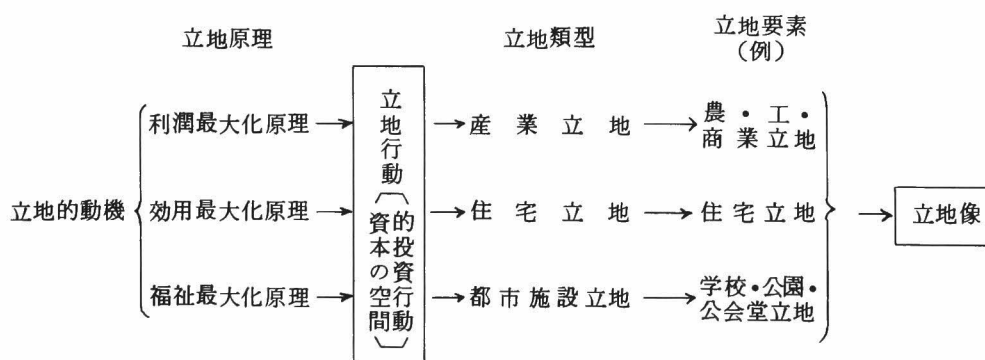 立地原理
立地類型
立地要素
(例)
立地的動機
利潤最大化原理
効用最大化原理
福祉最大化原理
立地行動
資本の空間
的投資行動
産業立地
住宅立地
都市施設立地
農・工・
商業立地
住宅立地
学校・公園・
公会堂立地
立地像